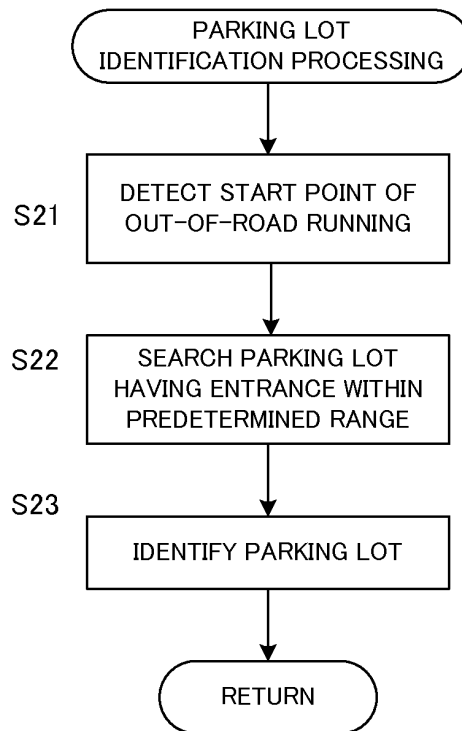 PARKING LOT
IDENTIFICATION PROCESSING
S21
DETECT START POINT OF
OUT-OF-ROAD RUNNING
S22
SEARCH PARKING LOT
HAVING ENTRANCE WITHIN
PREDETERMINED RANGE
S23
IDENTIFY PARKING LOT
RETURN